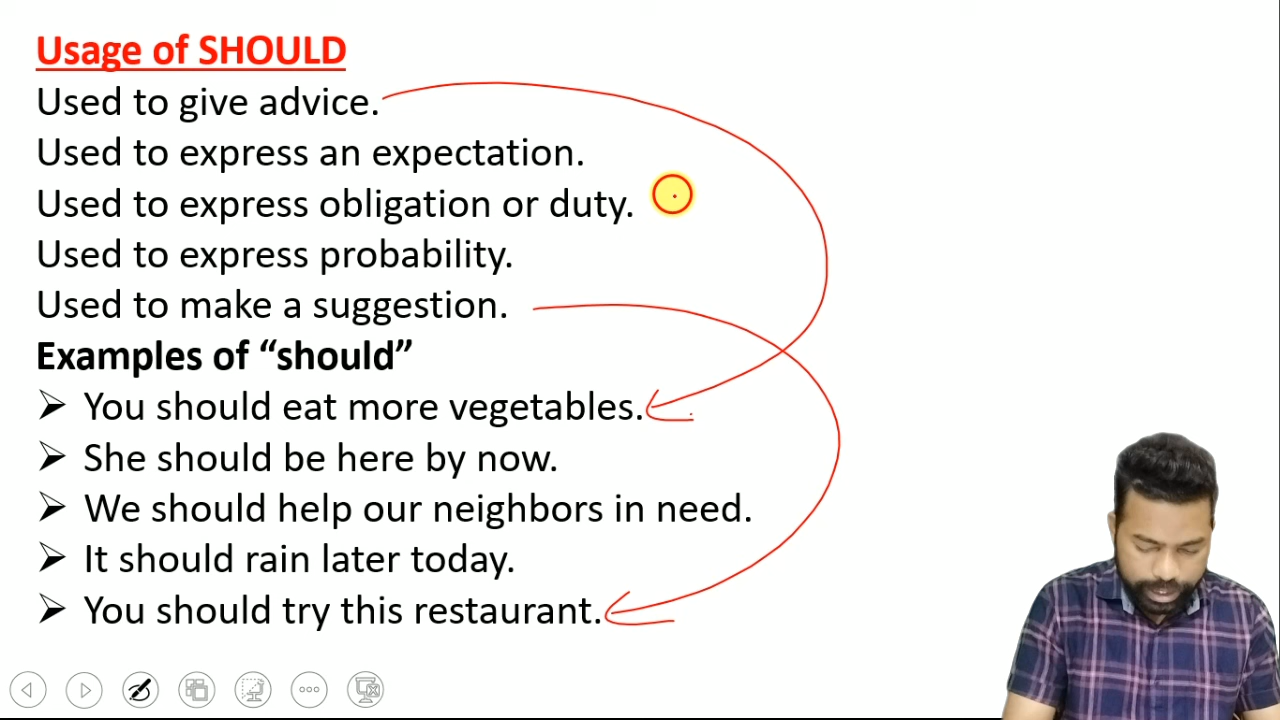 Usage of SHOULD
Used to give advice.
Used to express an expectation.
Used to express obligation or duty.
Used to express probability.
Used to make a suggestion.
Examples of “should”
➢ You should eat more vegetables.
➢ She should be here by now.
➢ We should help our neighbors in need.
➢ It should rain later today.
➢ You should try this restaurant.